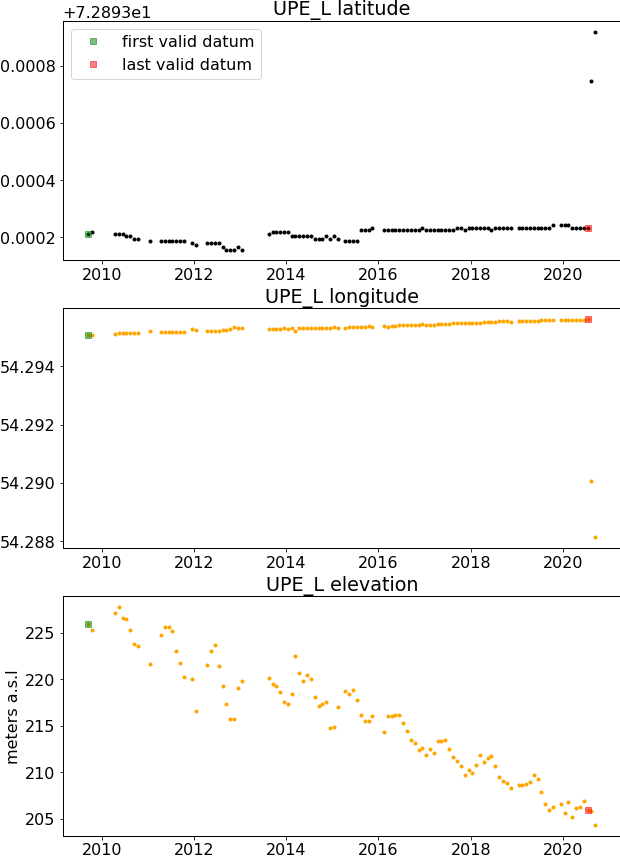 UPE_L latitude
+7.2893e1
first valid datum
last valid datum
0.0008
0.0006
0.0004
0.0002
2010 2012 2014 2016 2018 2020
UPE_L longitude
54.294
54.292
54.290
54.288
2010 2012 2014 2016 2018 2020
UPE_L elevation
meters a.s.l
225
220
215
210
205
2010 2012 2014 2016 2018 2020